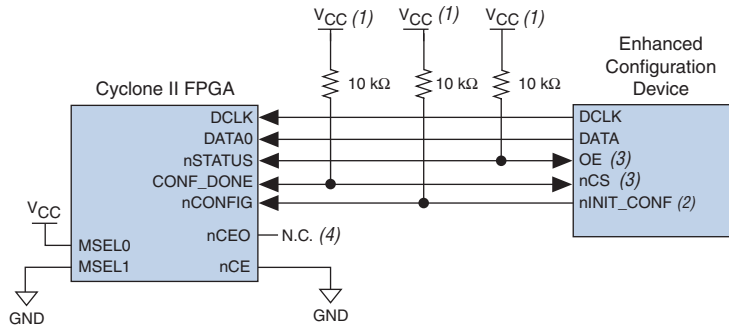 VCC (1)
VCC (1)
VCC (1)
10 kΩ
10 kΩ
10 kΩ
Cyclone II FPGA
Enhanced
Configuration
Device
DCLK
DATA0
nSTATUS
CONF_DONE
nCONFIG
nCEO
nCE
VCC
MSEL0
MSEL1
GND
N.C. (4)
GND
DCLK
DATA
OE (3)
nCS (3)
nINIT_CONF (2)